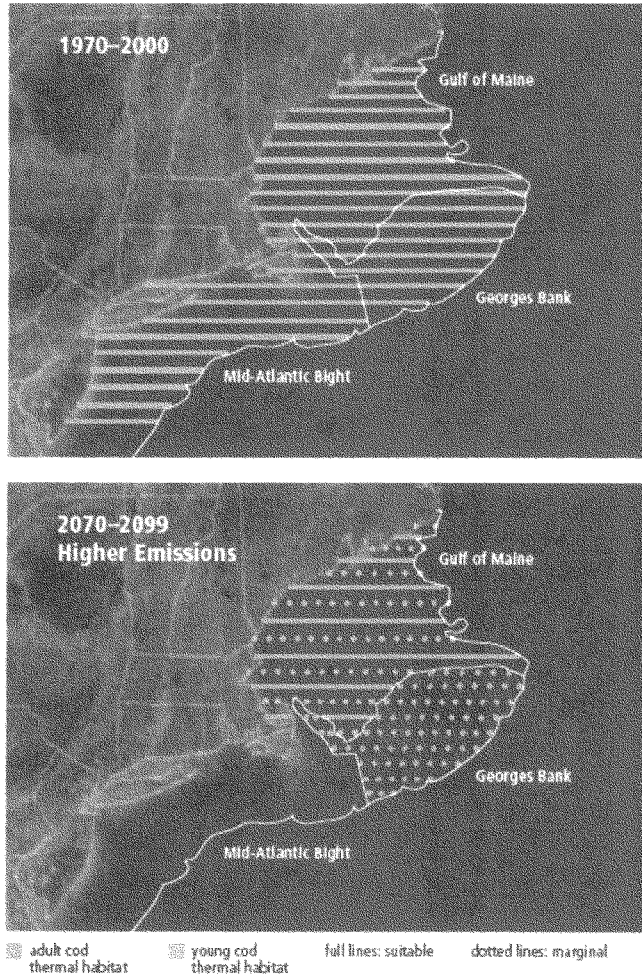 1970–2000
Gulf of Maine
Georges Bank
Mid-Atlantic Bight
2070–2099
Higher Emissions
Gulf of Maine
Georges Bank
Mid-Atlantic Bight
adult cod
thermal habitat
young cod
thermal habitat
full lines: suitable
dotted lines: marginal